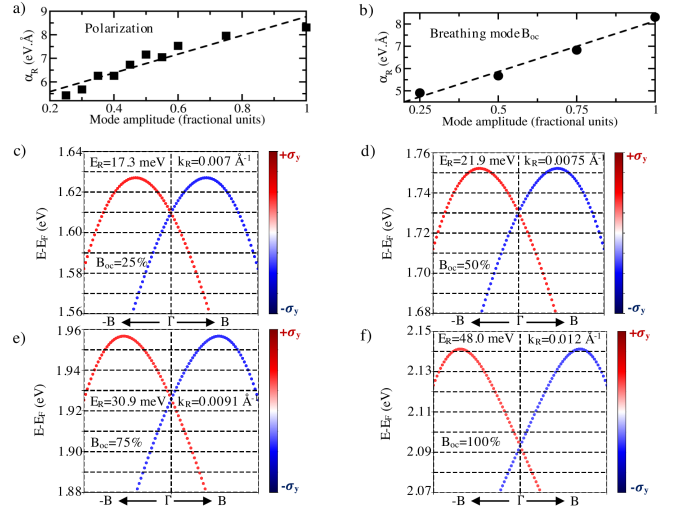 a)
Polarization
α_R (eV.Å)
9
8
7
6
0.2
0.4
0.6
0.8
1
Mode amplitude (fractional units)
b)
Breathing mode B_oc
α_R (eV.Å)
8
7
6
5
0.25
0.5
0.75
1
Mode amplitude (fractional units)
c)
E_R=17.3 meV
k_R=0.007 Å⁻¹
B_oc=25%
E-E_F (eV)
1.64
1.62
1.60
1.58
1.56
-B
Γ
B
+σ_y
-σ_y
d)
E_R=21.9 meV
k_R=0.0075 Å⁻¹
B_oc=50%
E-E_F (eV)
1.76
1.74
1.72
1.70
1.68
-B
Γ
B
+σ_y
-σ_y
e)
E_R=30.9 meV
k_R=0.0091 Å⁻¹
B_oc=75%
E-E_F (eV)
1.96
1.94
1.92
1.90
1.88
-B
Γ
B
+σ_y
-σ_y
f)
E_R=48.0 meV
k_R=0.012 Å⁻¹
B_oc=100%
E-E_F (eV)
2.15
2.13
2.11
2.09
2.07
-B
Γ
B
+σ_y
-σ_y